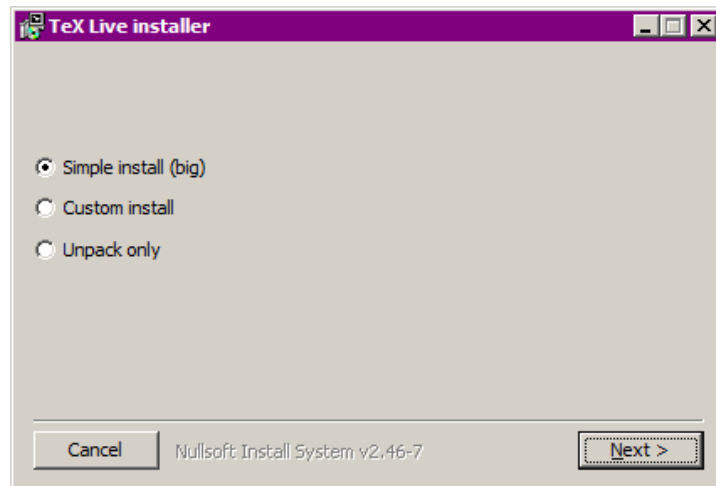 TeX Live installer
Simple install (big)
Custom install
Unpack only
Cancel
Nullsoft Install System v2.46-7
Next >